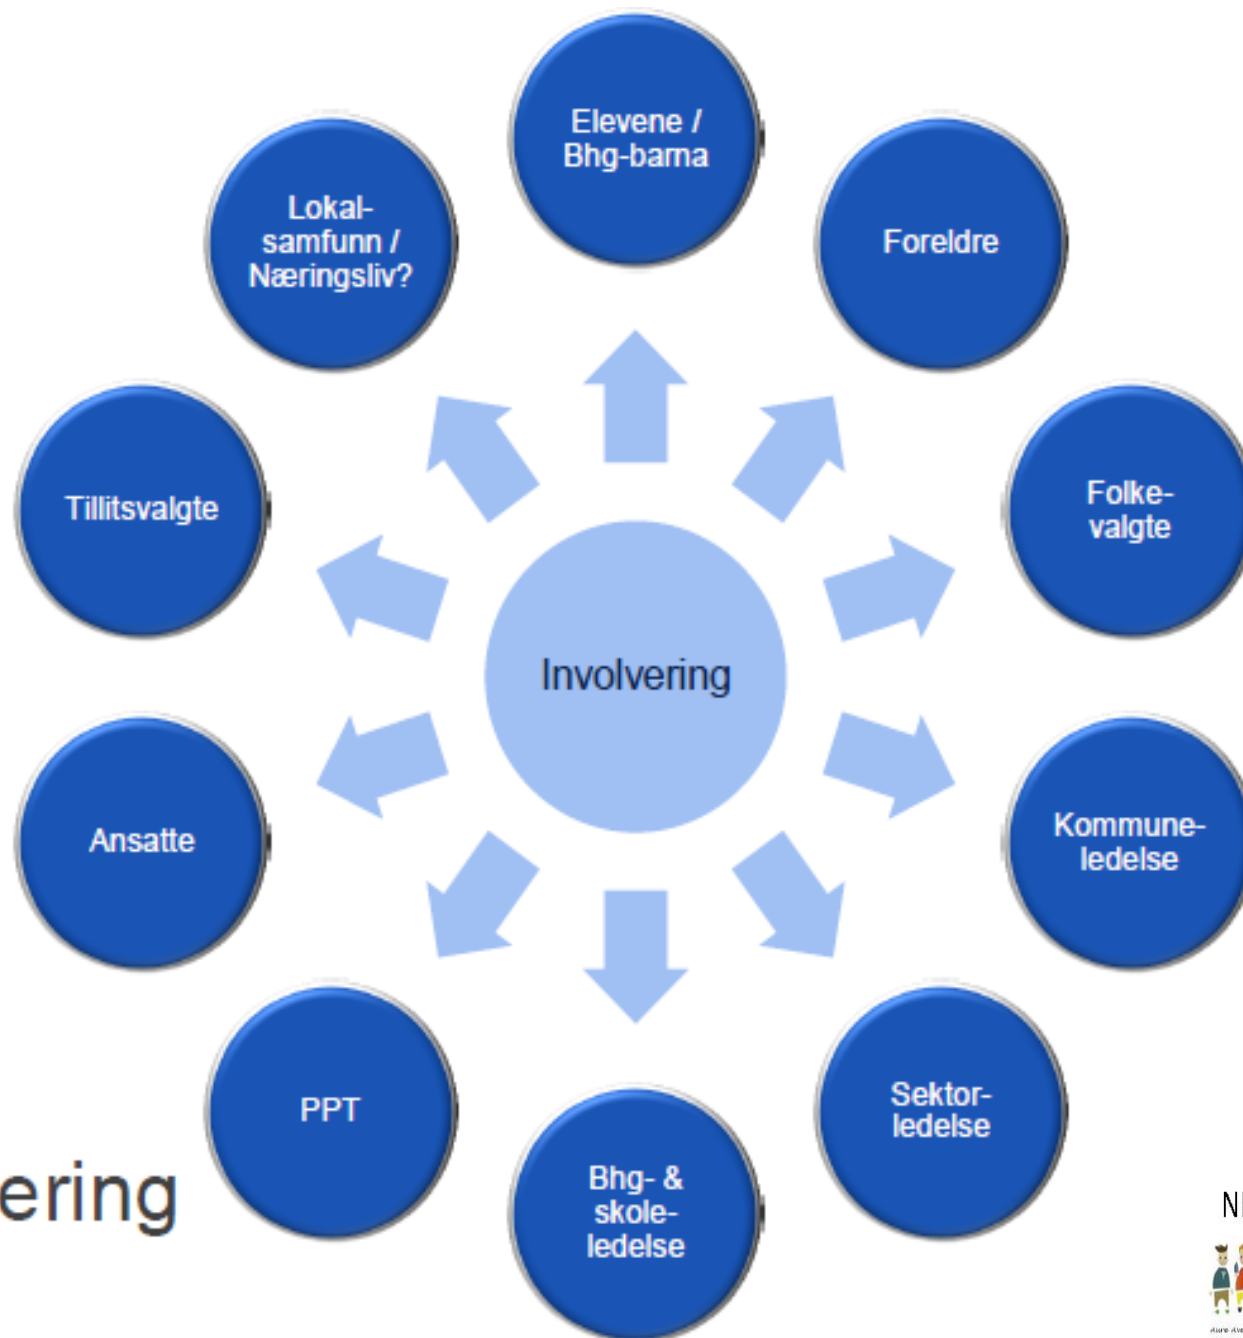 Elevene /
Bhg-barna
Foreldre
Folke-
valgte
Kommune-
ledelse
Sektor-
ledelse
Bhg- &
skole-
ledelse
PPT
Ansatte
Tillitsvalgte
Lokal-
samfunn /
Næringsliv?
Involvering
ering